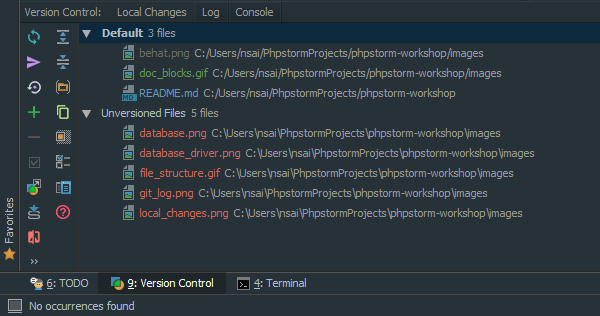 Version Control: Local Changes Log Console
Default 3 files
behat.png C:/Users/nsai/PhpstormProjects/phpstorm-workshop/images
doc_blocks.gif C:/Users/nsai/PhpstormProjects/phpstorm-workshop/images
README.md C:/Users/nsai/PhpstormProjects/phpstorm-workshop
Unversioned Files 5 files
database.png C:\Users\nsai\PhpstormProjects\phpstorm-workshop\images
database_driver.png C:\Users\nsai\PhpstormProjects\phpstorm-workshop\images
file_structure.gif C:\Users\nsai\PhpstormProjects\phpstorm-workshop\images
git_log.png C:\Users\nsai\PhpstormProjects\phpstorm-workshop\images
local_changes.png C:\Users\nsai\PhpstormProjects\phpstorm-workshop\images
Favorites
6: TODO 9: Version Control 4: Terminal
No occurrences found